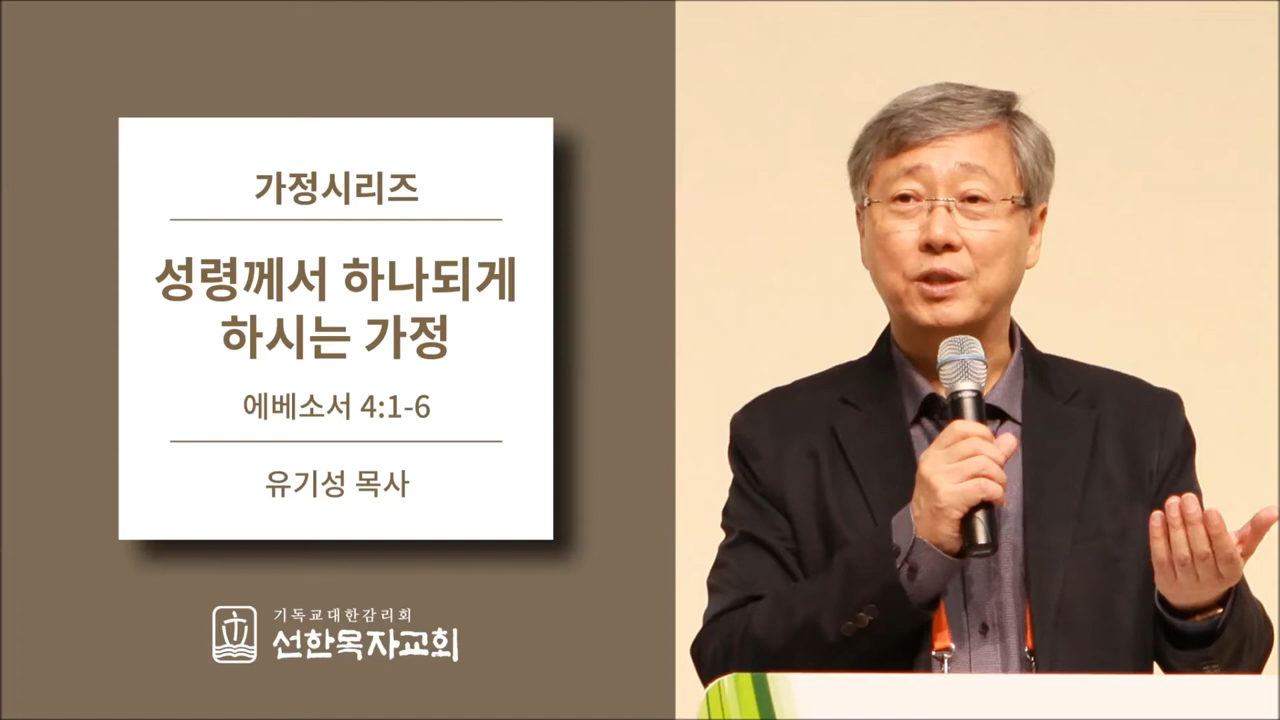 가정시리즈
성령께서 하나되게
하시는 가정
에베소서 4:1-6
유기성 목사
기독교대한감리회
선한목자교회